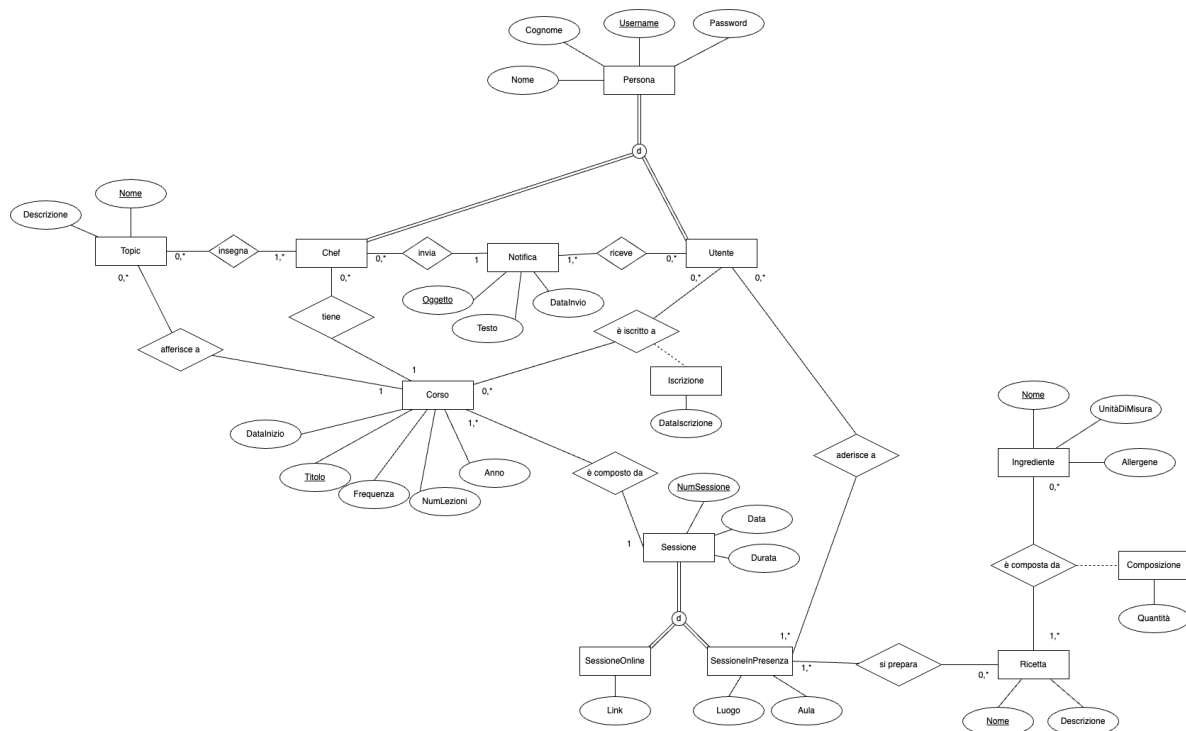 Username
Password
Cognome
Nome
Persona
d
Nome
Descrizione
Topic
0,*
insegna
1,*
Chef
0,*
invia
1
Notifica
1,*
riceve
0,*
Utente
0,*
0,*
0,*
0,*
Oggetto
Testo
DataInvio
tiene
è iscritto a
afferisce a
1
1
Corso
0,*
Iscrizione
DataIscrizione
DataInizio
Titolo
Frequenza
NumLezioni
Anno
1,*
è composto da
aderisce a
Nome
UnitàDiMisura
Ingrediente
Allergene
0,*
NumSessione
Data
Durata
1
Sessione
d
è composta da
Composizione
Quantità
SessioneOnline
SessioneInPresenza
1,*
1,*
si prepara
0,*
1,*
Ricetta
Link
Luogo
Aula
Nome
Descrizione